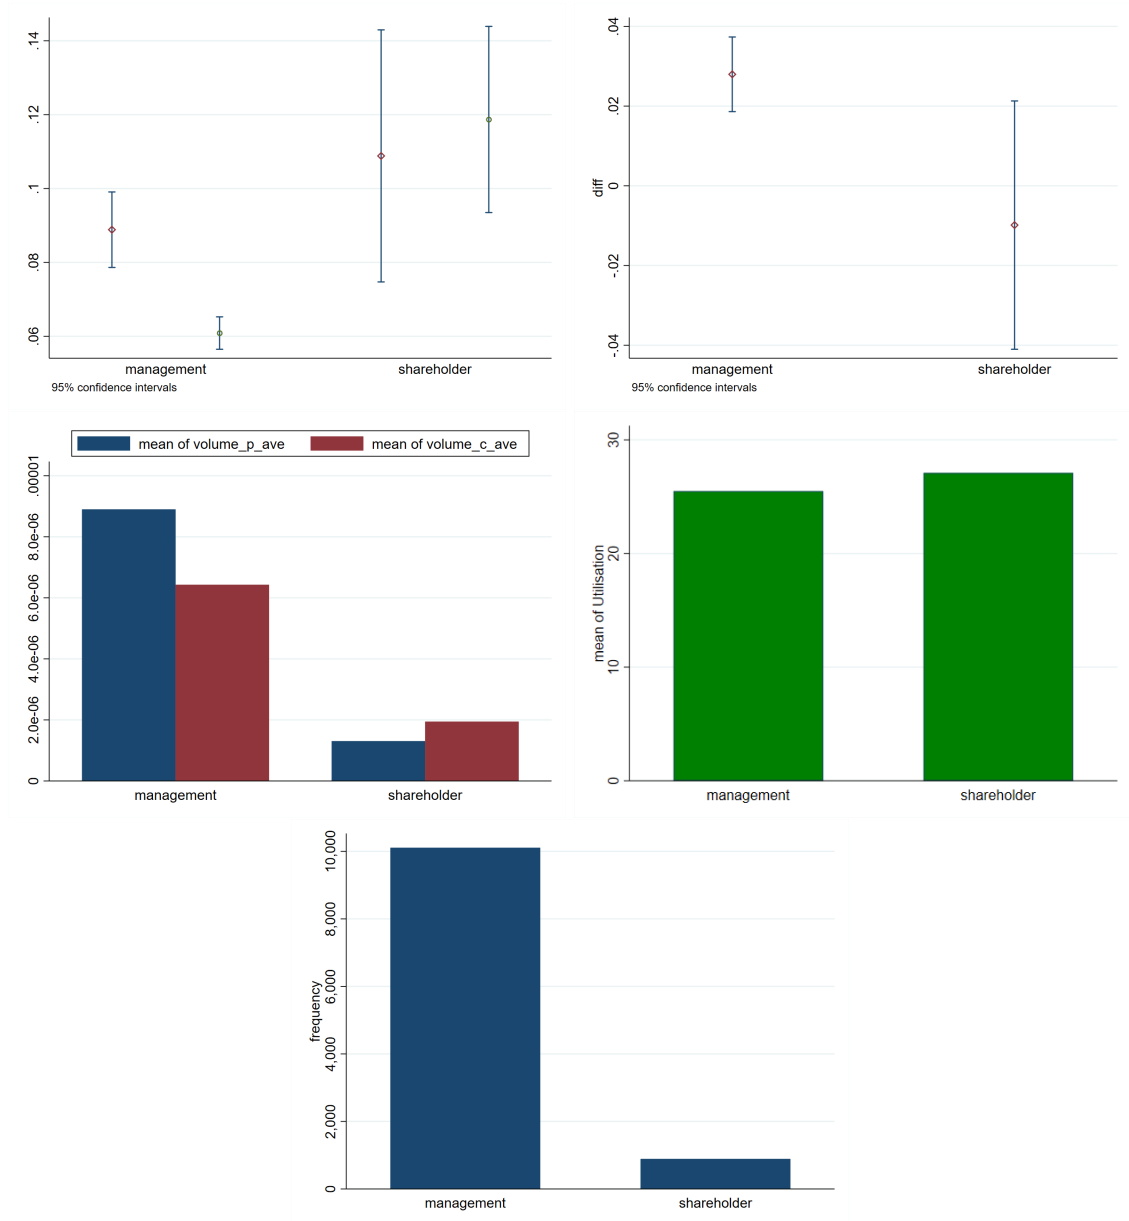 .14
.12
.1
.08
.06
management shareholder
95% confidence intervals
.04
.02
0
-.02
-.04
diff
management shareholder
95% confidence intervals
mean of volume_p_ave mean of volume_c_ave
.00001
8.0e-06
6.0e-06
4.0e-06
2.0e-06
0
management shareholder
30
20
10
0
mean of Utilisation
management shareholder
10,000
8,000
6,000
4,000
2,000
0
frequency
management shareholder